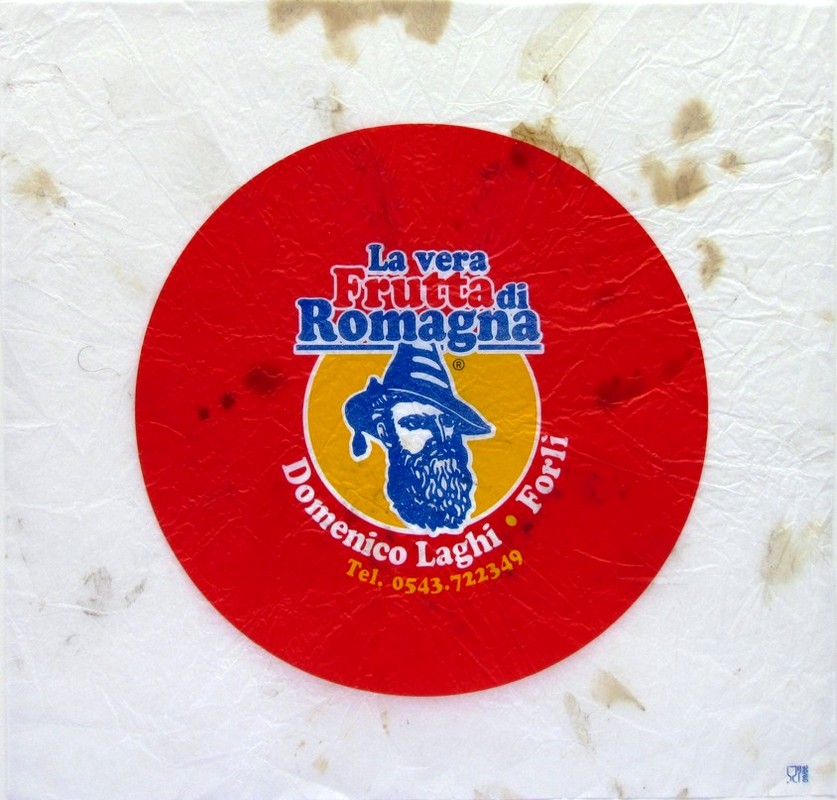 La vera
Frutta di
Romagna
®
Domenico Laghi • Forlì
Tel. 0543.722349